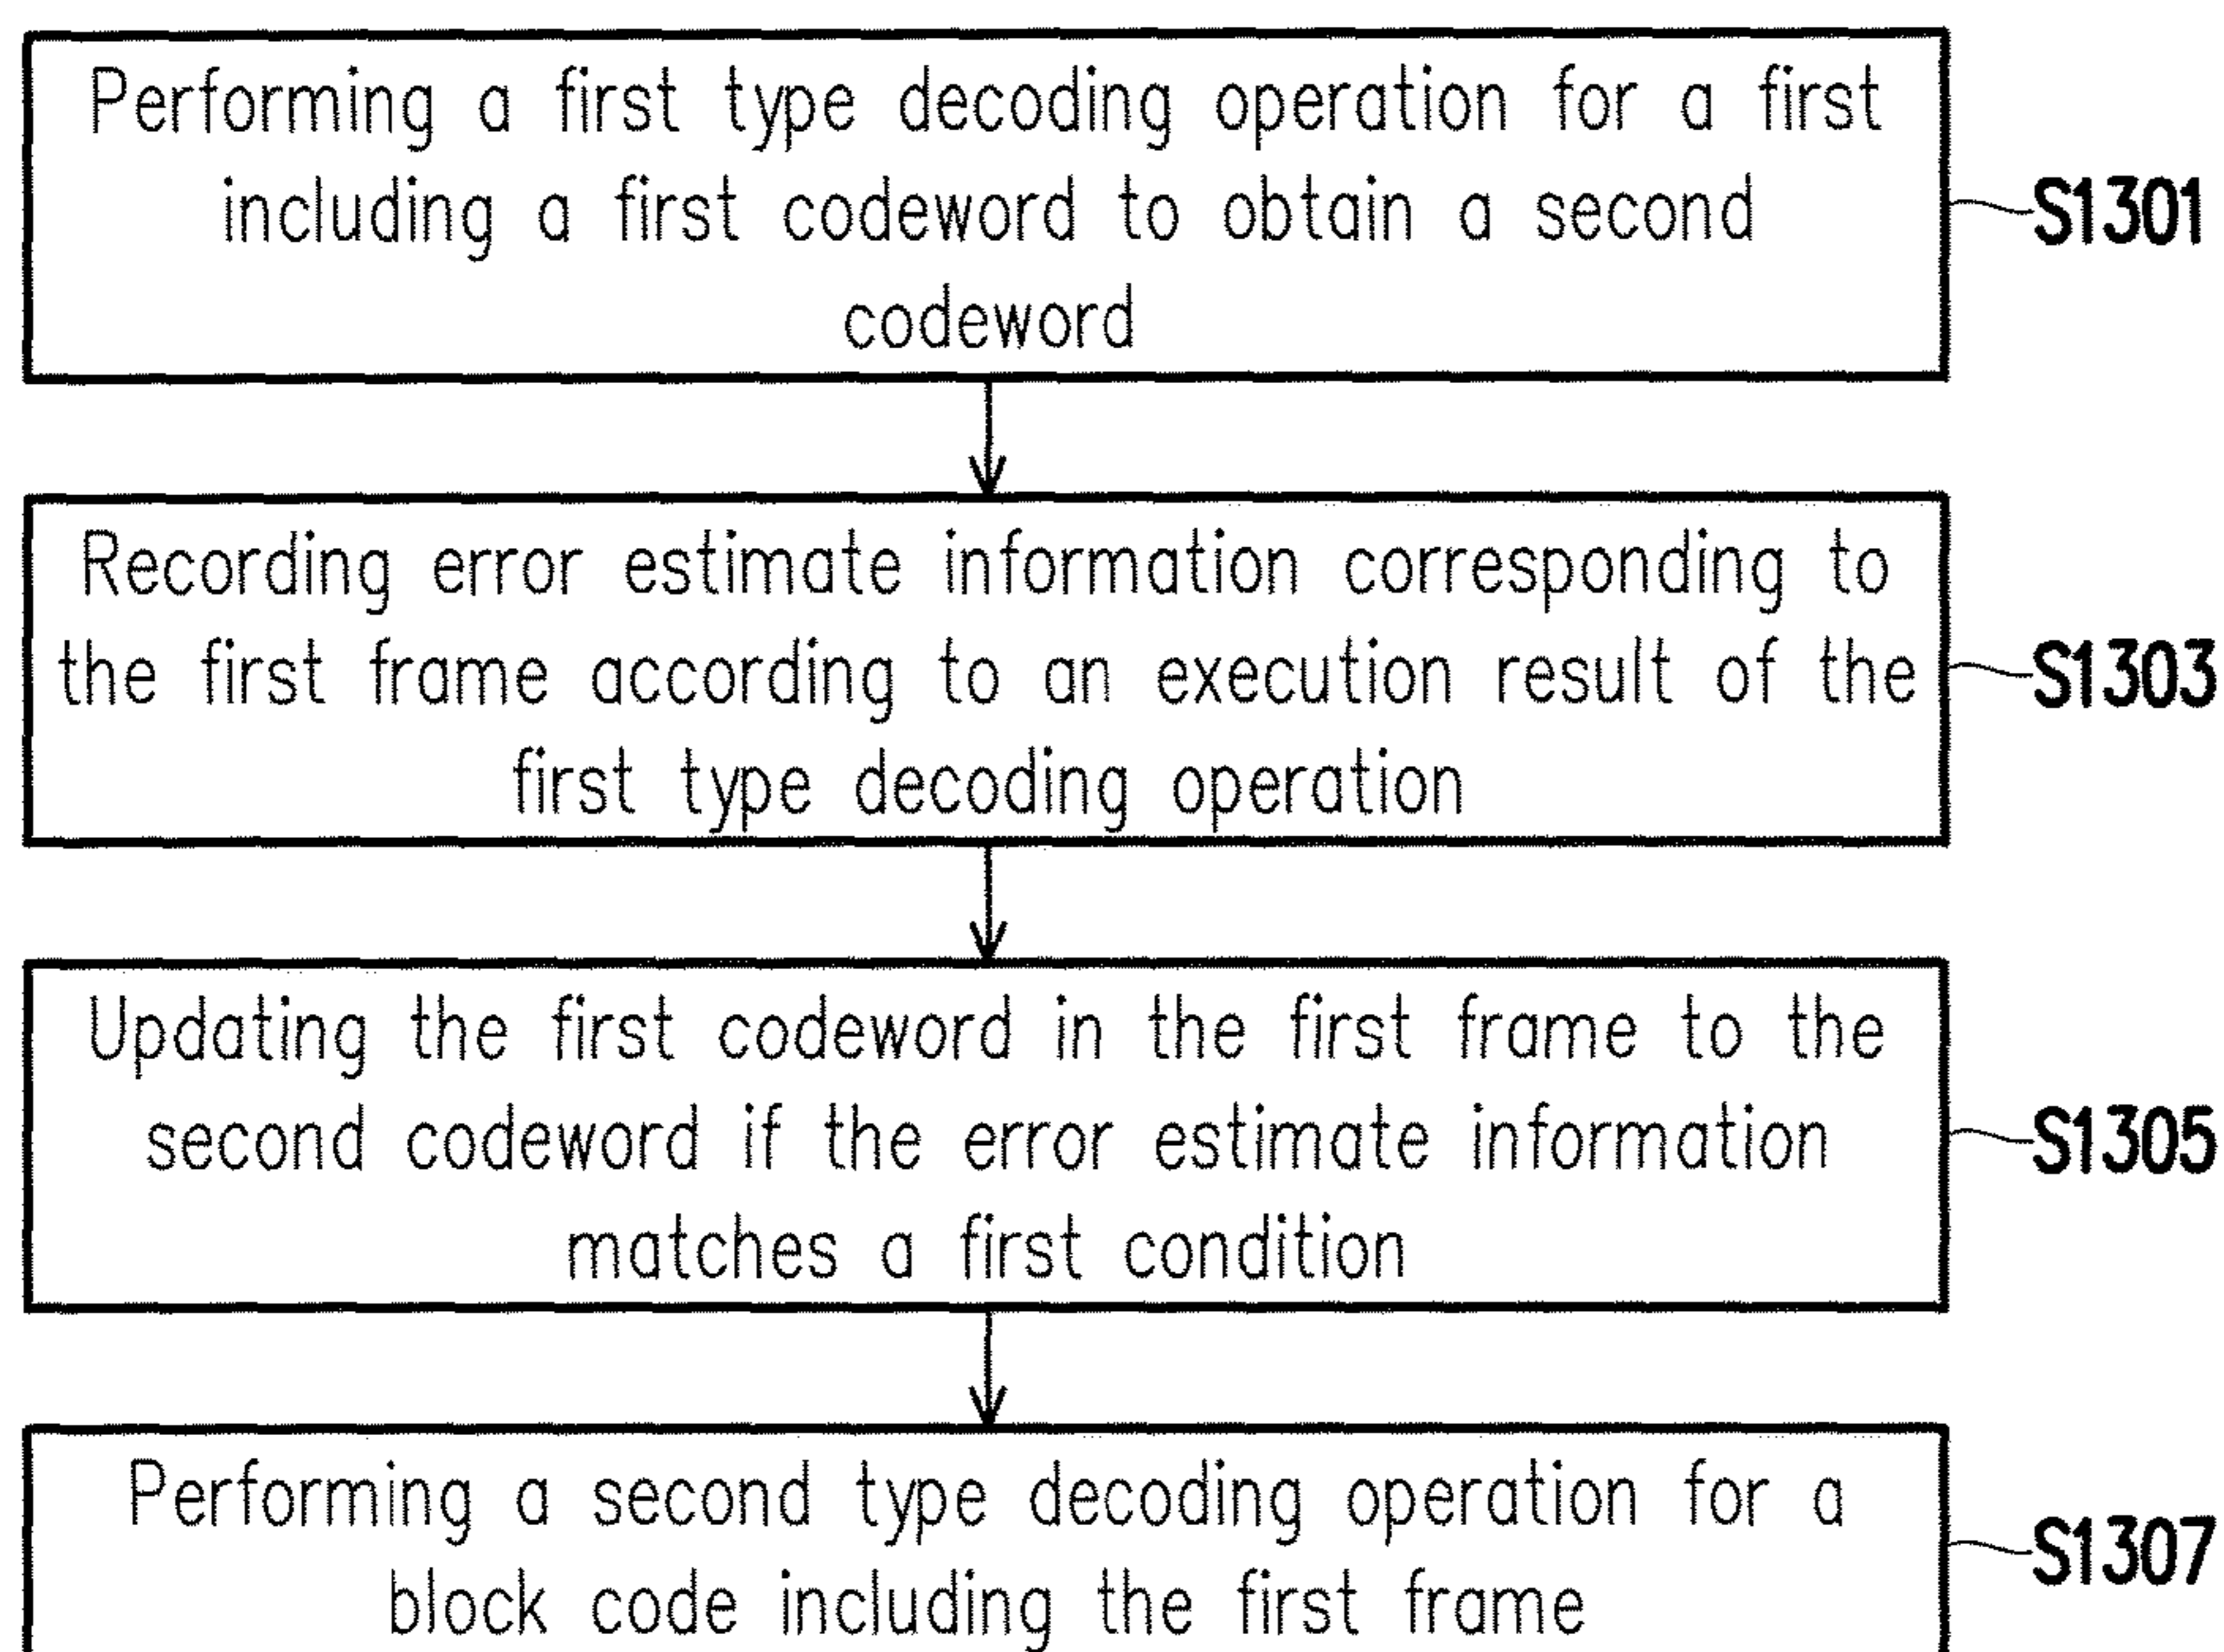 Performing a first type decoding operation for a first
including a first codeword to obtain a second
codeword
S1301
Recording error estimate information corresponding to
the first frame according to an execution result of the
first type decoding operation
S1303
Updating the first codeword in the first frame to the
second codeword if the error estimate information
matches a first condition
S1305
Performing a second type decoding operation for a
block code including the first frame
S1307